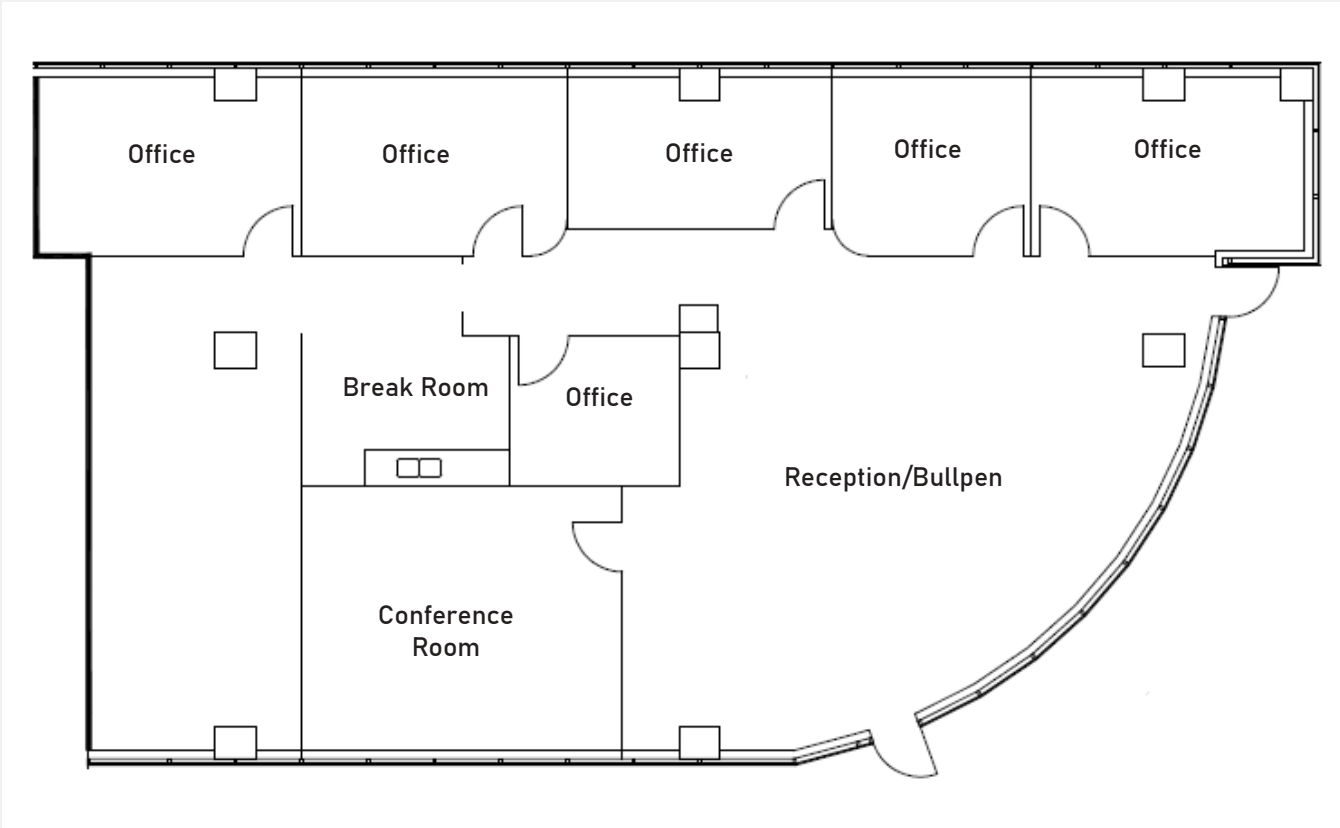 Office
Office
Office
Office
Office
Break Room
Office
Reception/Bullpen
Conference
Room